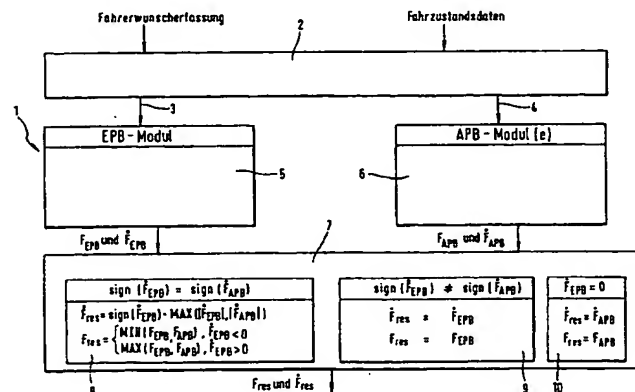 Fahrerwunscherfassung
Fahrzustandsdaten
2
1
3
4
EPB-Modul
APB-Modul(e)
5
6
F_EPB und Ḟ_EPB
F_APB und Ḟ_APB
7
sign (Ḟ_EPB) = sign(Ḟ_APB)
Ḟ_res = sign(Ḟ_EPB) · MAX(|Ḟ_EPB|,|Ḟ_APB|)
F_res = { MIN(F_EPB,F_APB), Ḟ_EPB<0
MAX(F_EPB,F_APB), Ḟ_EPB>0
sign (Ḟ_EPB) ≠ sign(Ḟ_APB)
Ḟ_res = Ḟ_EPB
F_res = F_EPB
Ḟ_EPB = 0
Ḟ_res = Ḟ_APB
F_res = F_APB
8
9
10
F_res und Ḟ_res